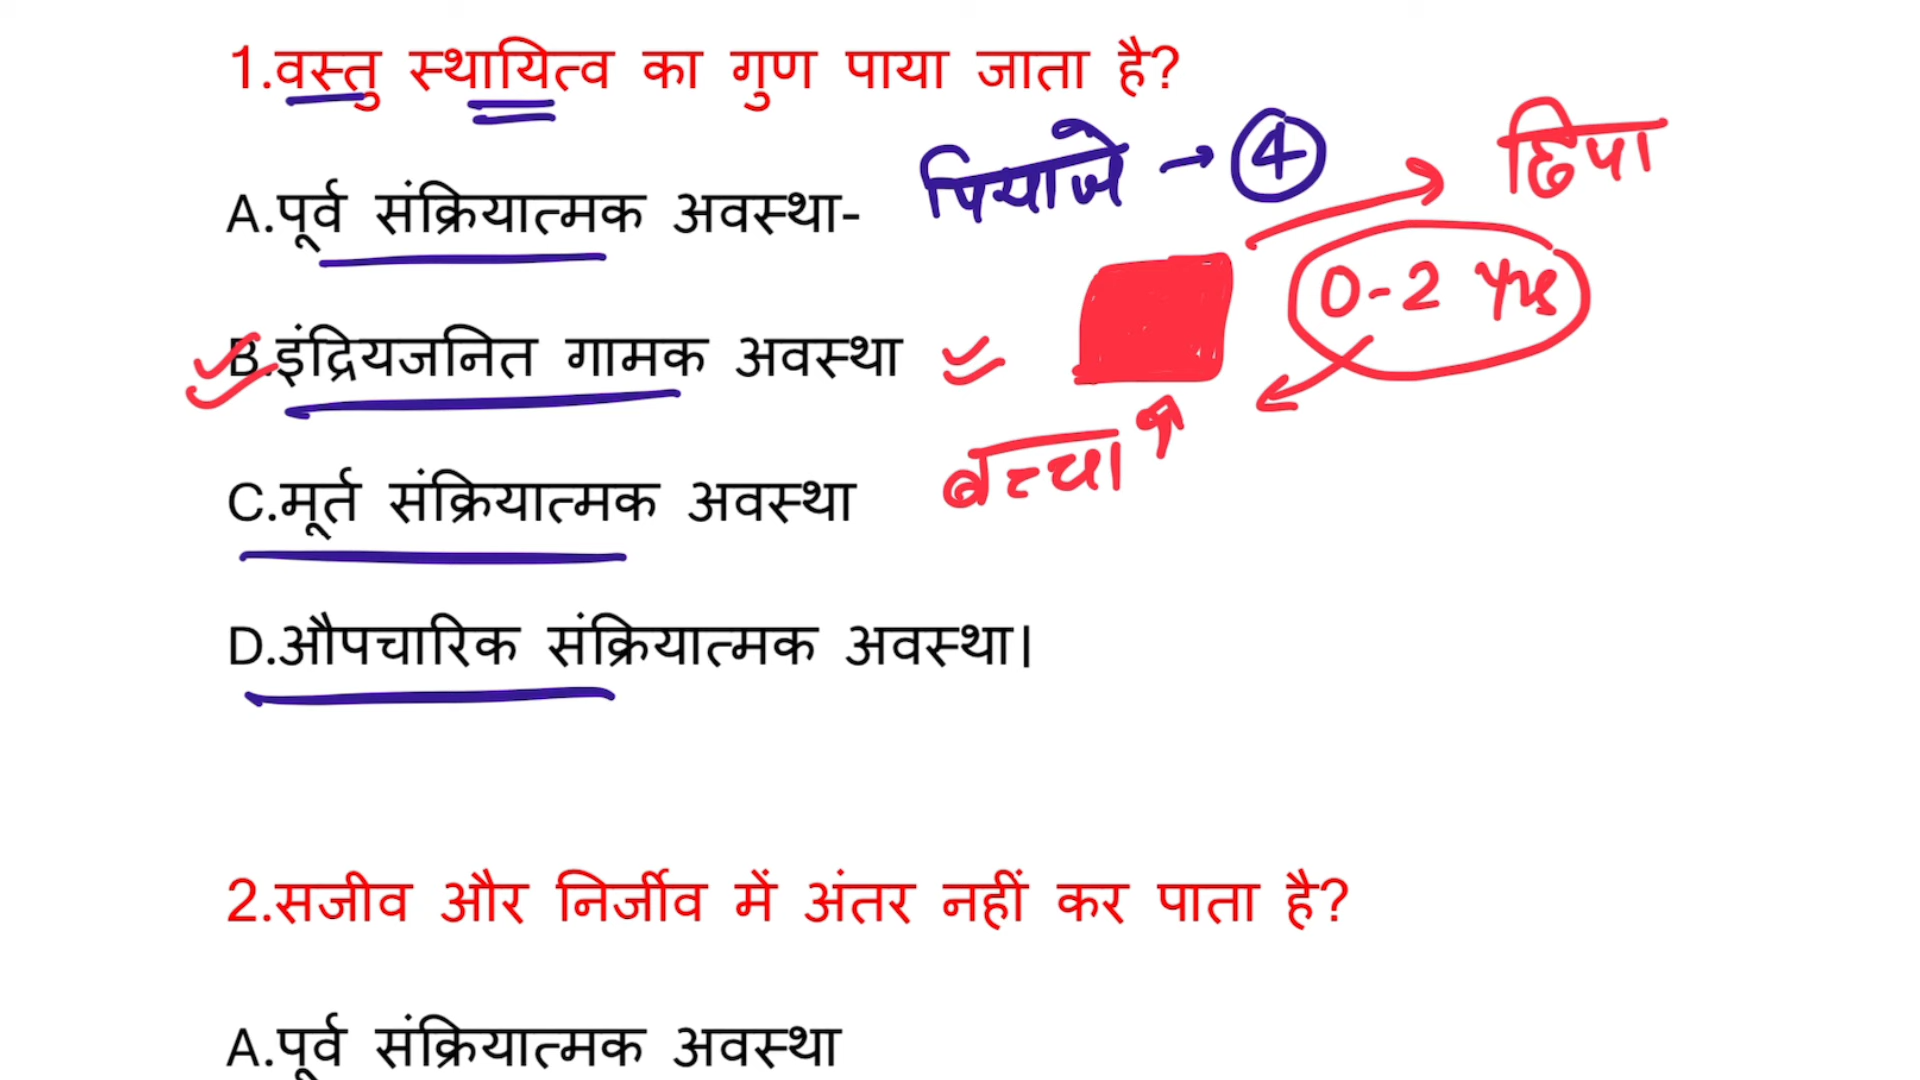 1.वस्तु स्थायित्व का गुण पाया जाता है?
पियाजे → 4
छिपा
A.पूर्व संक्रियात्मक अवस्था-
0-2 yrs
B.इंद्रियजनित गामक अवस्था
बच्चा
C.मूर्त संक्रियात्मक अवस्था
D.औपचारिक संक्रियात्मक अवस्था।
2.सजीव और निर्जीव में अंतर नहीं कर पाता है?
A.पूर्व संक्रियात्मक अवस्था